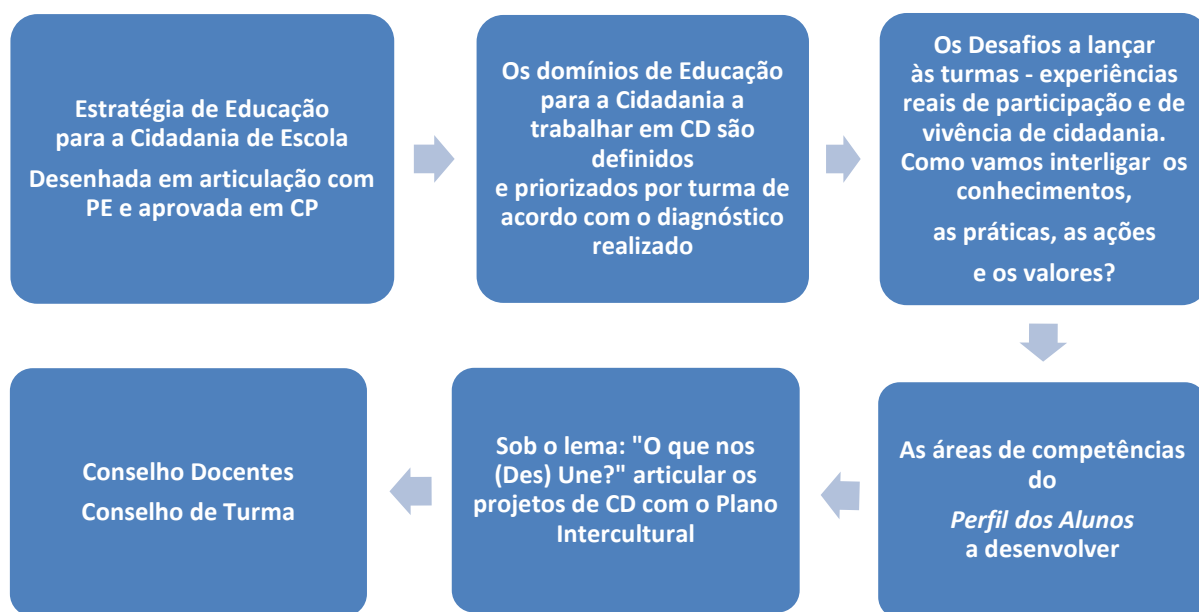 Estratégia de Educação
para a Cidadania de Escola
Desenhada em articulação com
PE e aprovada em CP
Os domínios de Educação
para a Cidadania a
trabalhar em CD são
definidos
e priorizados por turma de
acordo com o diagnóstico
realizado
Os Desafios a lançar
às turmas - experiências
reais de participação e de
vivência de cidadania.
Como vamos interligar os
conhecimentos,
as práticas, as ações
e os valores?
As áreas de competências
do
Perfil dos Alunos
a desenvolver
Sob o lema: "O que nos
(Des) Une?" articular os
projetos de CD com o Plano
Intercultural
Conselho Docentes
Conselho de Turma